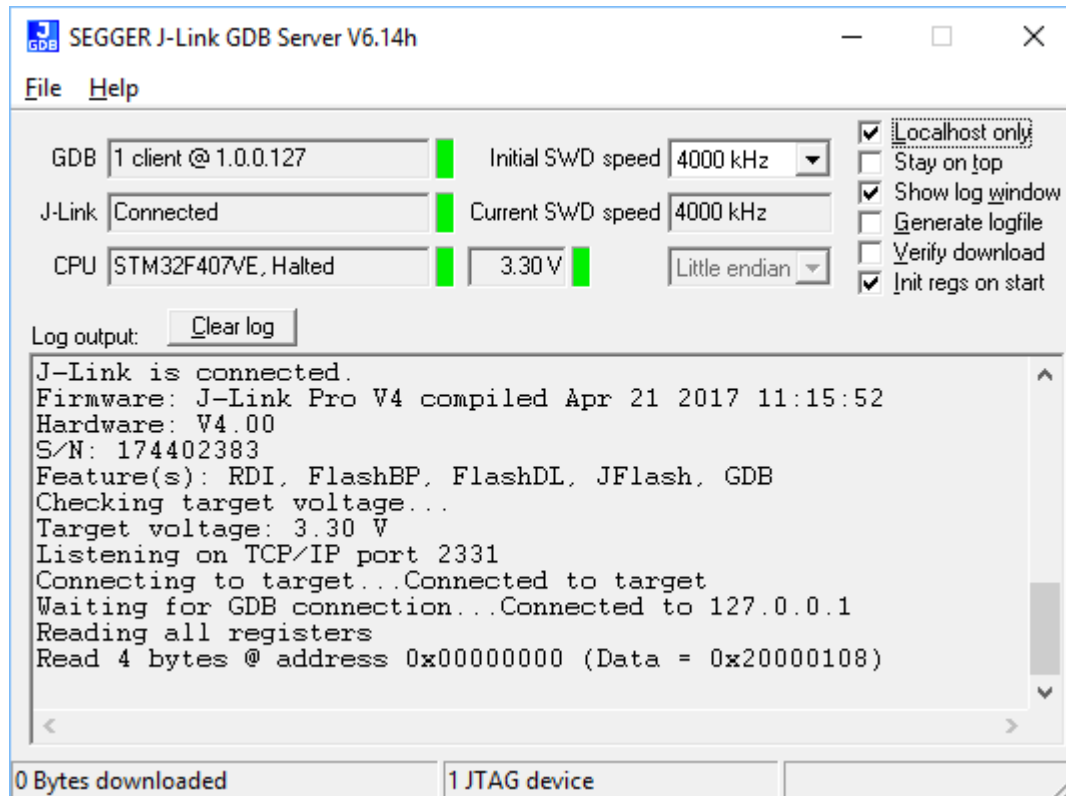 J GDB SEGGER J-Link GDB Server V6.14h
File Help
GDB 1 client @ 1.0.0.127 Initial SWD speed 4000 kHz
J-Link Connected Current SWD speed 4000 kHz
CPU STM32F407VE, Halted 3.30 V Little endian
Localhost only
Stay on top
Show log window
Generate logfile
Verify download
Init regs on start
Log output: Clear log
J-Link is connected.
Firmware: J-Link Pro V4 compiled Apr 21 2017 11:15:52
Hardware: V4.00
S/N: 174402383
Feature(s): RDI, FlashBP, FlashDL, JFlash, GDB
Checking target voltage...
Target voltage: 3.30 V
Listening on TCP/IP port 2331
Connecting to target...Connected to target
Waiting for GDB connection...Connected to 127.0.0.1
Reading all registers
Read 4 bytes @ address 0x00000000 (Data = 0x20000108)
0 Bytes downloaded 1 JTAG device